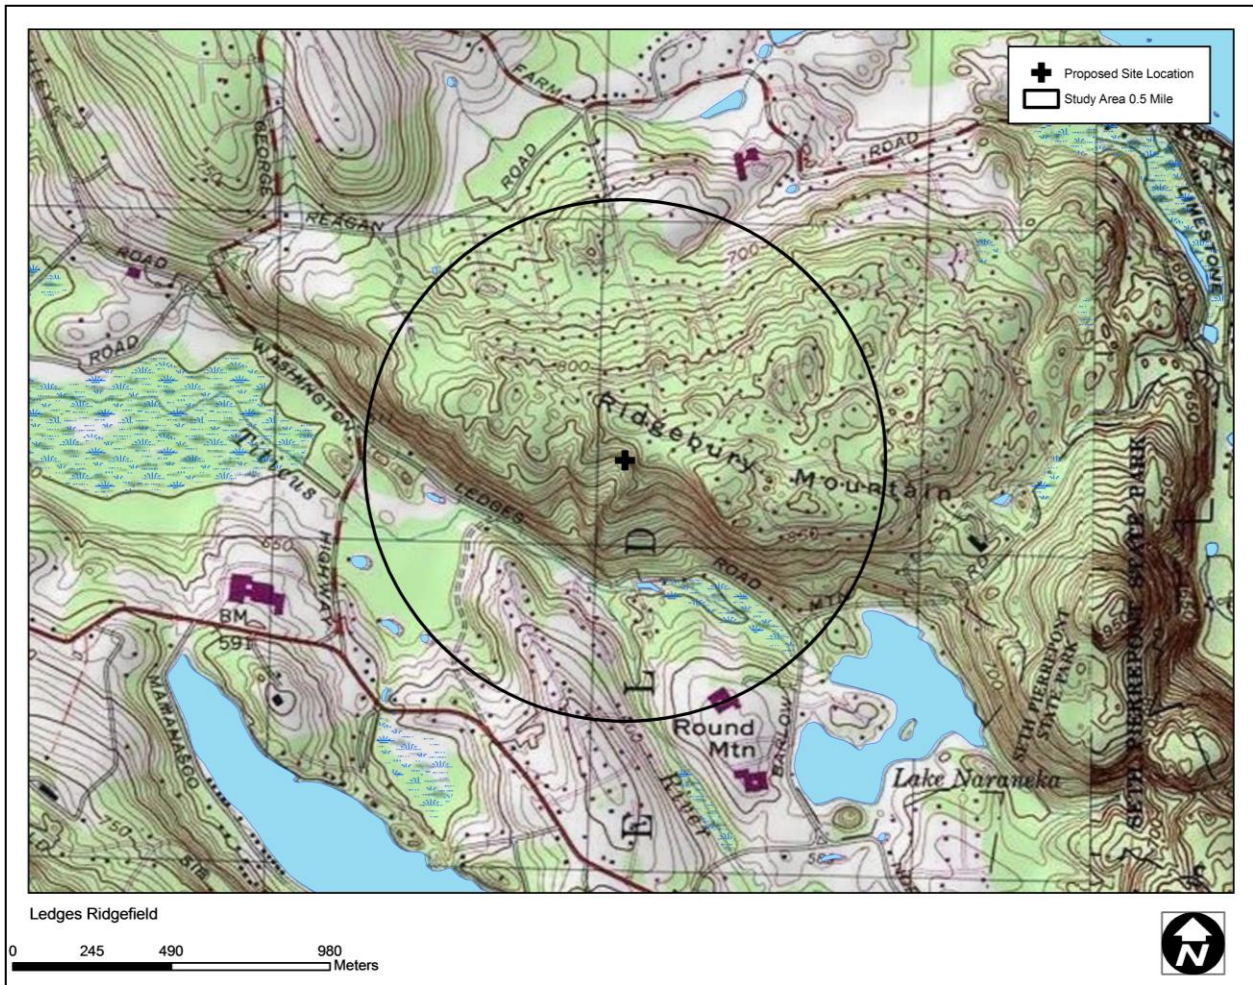 Proposed Site Location
Study Area 0.5 Mile
FARM
GEORGE
750
ROAD
ROAD
REAGAN
700
LIMESTONE
ROAD
ROAD
WASHINGTON
HIGHWAY
800
Ridgebury Mountain
Titicus
LEDGES
ROAD
850
MTN
650
BM
591
D
L
E
Round
Mtn
BARLOW
River
MAMANASCO
Lake Naraneka
SETH PIERREPONT
STATE PARK
SETH PIERREPONT STATE PARK
750
Ledges Ridgefield
0 245 490 980
Meters
N